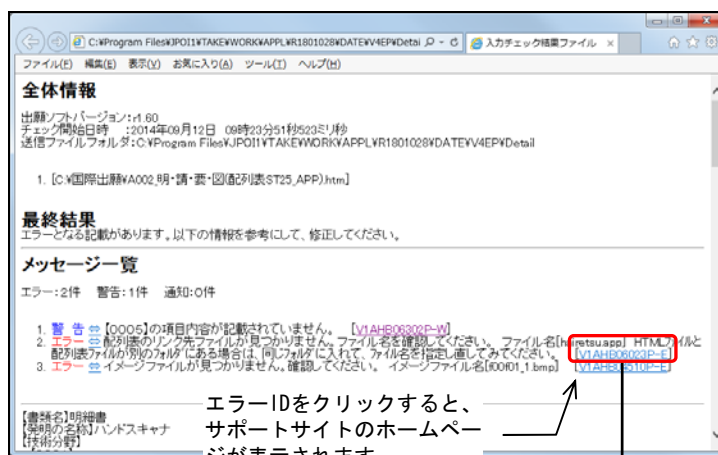 C:¥Program Files¥JPOI1¥TAKE¥WORK¥APPL¥R1801028¥DATE¥V4EP¥Detai
入力チェック結果ファイル
ファイル(F) 編集(E) 表示(V) お気に入り(A) ツール(T) ヘルプ(H)
全体情報
出願ソフトバージョン:r1.60
チェック開始日時 :2014年09月12日 09時23分51秒523ミリ秒
送信ファイルフォルダ:C:¥Program Files¥JPOI1¥TAKE¥WORK¥APPL¥R1801028¥DATE¥V4EP¥Detail
1. [C:¥国際出願¥A002_明・請・要・図(配列表ST25_APP).htm]
最終結果
エラーとなる記載があります。以下の情報を参考にして、修正してください。
メッセージ一覧
エラー:2件 警告:1件 通知:0件
1. 警 告 ⇔ 【0005】の項目内容が記載されていません。 [V1AHB06302P-W]
2. エラー ⇔ 配列表のリンク先ファイルが見つかりません。ファイル名を確認してください。 ファイル名[hairetsu.app] HTMLファイルと
配列表ファイルが別のフォルダにある場合は、同じフォルダに入れて、ファイル名を指定し直してみてください。 [V1AHB06023P-E]
3. エラー ⇔ イメージファイルが見つかりません。確認してください。 イメージファイル名[f00f01_1.bmp]
【書類名】明細書
【発明の名称】ハンドスキャナ
【技術分野】
エラーIDをクリックすると、
サポートサイトのホームペー
ジが表示されます